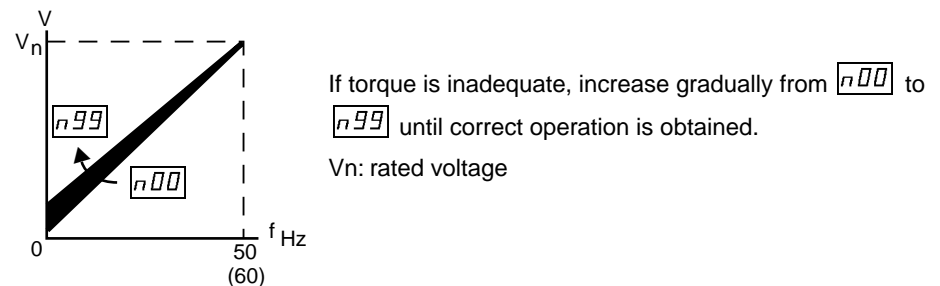 V
Vn
n99
n00
0
50
(60)
f Hz
If torque is inadequate, increase gradually from n00 to
n99 until correct operation is obtained.
Vn: rated voltage